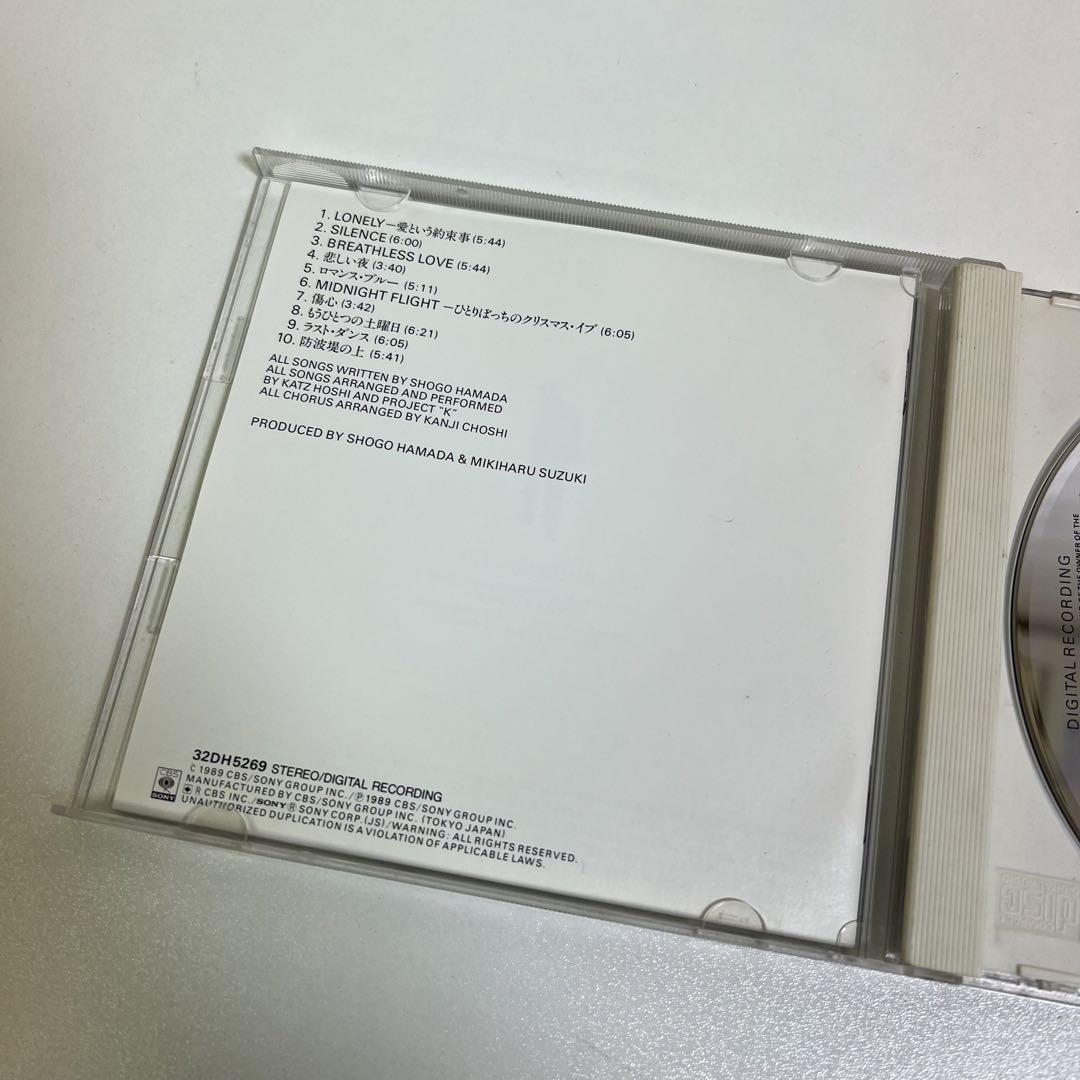 1. LONELY—愛という約束事 (5:44)
2. SILENCE (6:00)
3. BREATHLESS LOVE (5:44)
4. 悲しい夜 (3:40)
5. ロマンス・ブルー (5:11)
6. MIDNIGHT FLIGHT —ひとりぼっちのクリスマス・イブ (6:05)
7. 傷心 (3:42)
8. もうひとつの土曜日 (6:21)
9. ラスト・ダンス (6:05)
10. 防波堤の上 (5:41)
ALL SONGS WRITTEN BY SHOGO HAMADA
ALL SONGS ARRANGED AND PERFORMED
BY KATZ HOSHI AND PROJECT "K"
ALL CHORUS ARRANGED BY KANJI CHOSHI
PRODUCED BY SHOGO HAMADA & MIKIHARU SUZUKI
32DH5269 STEREO/DIGITAL RECORDING
© 1989 CBS/SONY GROUP INC./℗ 1989 CBS/SONY GROUP INC.
MANUFACTURED BY CBS/SONY GROUP INC. (TOKYO JAPAN)
® CBS INC./SONY® SONY CORP.(JS)/WARNING: ALL RIGHTS RESERVED.
UNAUTHORIZED DUPLICATION IS A VIOLATION OF APPLICABLE LAWS.
CBS
SONY
DIGITAL RECORDING
OF THE OWNER OF THE
disc